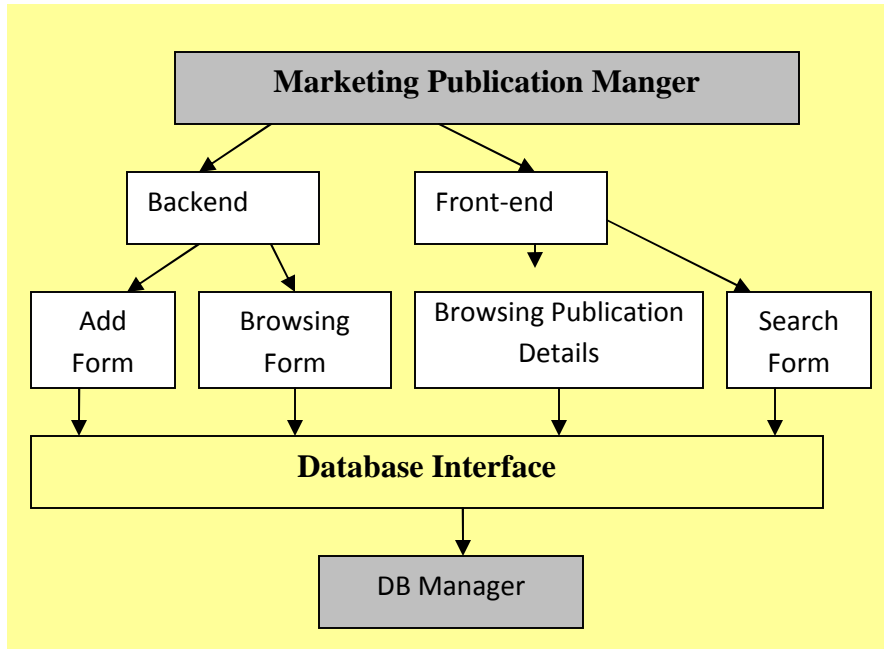 Marketing Publication Manger
Backend
Front-end
Add
Form
Browsing
Form
Browsing Publication
Details
Search
Form
Database Interface
DB Manager